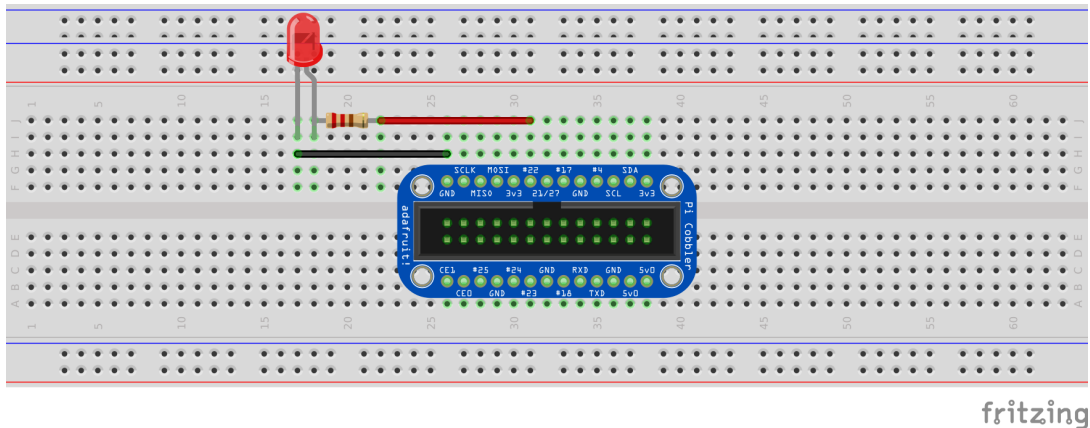 1 5 10 15 20 25 30 35 40 45 50 55 60
J J
I I
H H
G G
F F
SCLK MOSI #22 #17 #4 SDA
GND MISO 3v3 21/27 GND SCL 3v3
adafruit!
Pi Cobbler
E E
D D
C C
B B
A A
CE1 #25 #24 GND RXD GND 5v0
CE0 GND #23 #18 TXD 5v0
1 5 10 15 20 25 30 35 40 45 50 55 60
fritzing